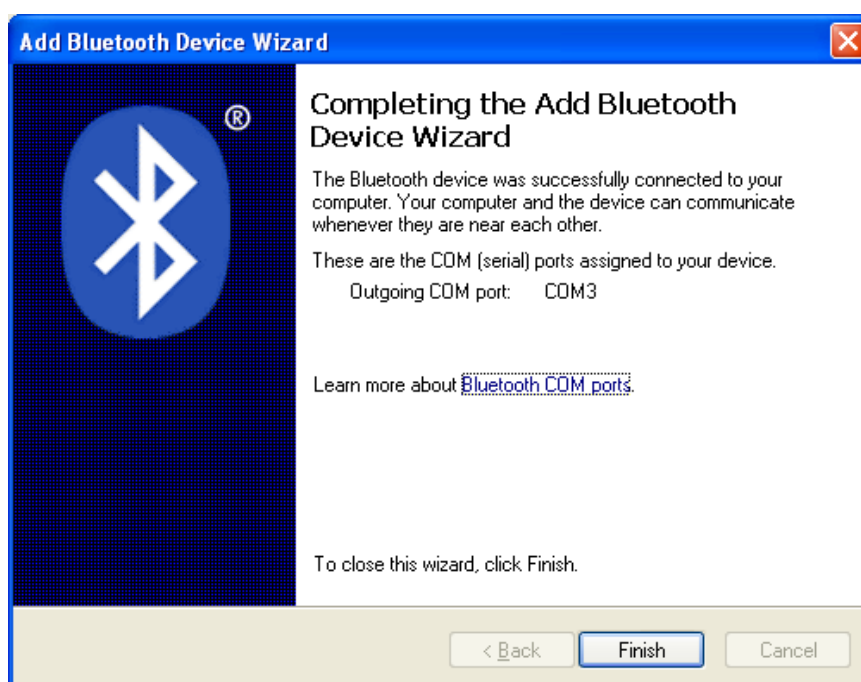 Add Bluetooth Device Wizard
®
Completing the Add Bluetooth
Device Wizard
The Bluetooth device was successfully connected to your
computer. Your computer and the device can communicate
whenever they are near each other.
These are the COM (serial) ports assigned to your device.
Outgoing COM port: COM3
Learn more about Bluetooth COM ports.
To close this wizard, click Finish.
< Back Finish Cancel